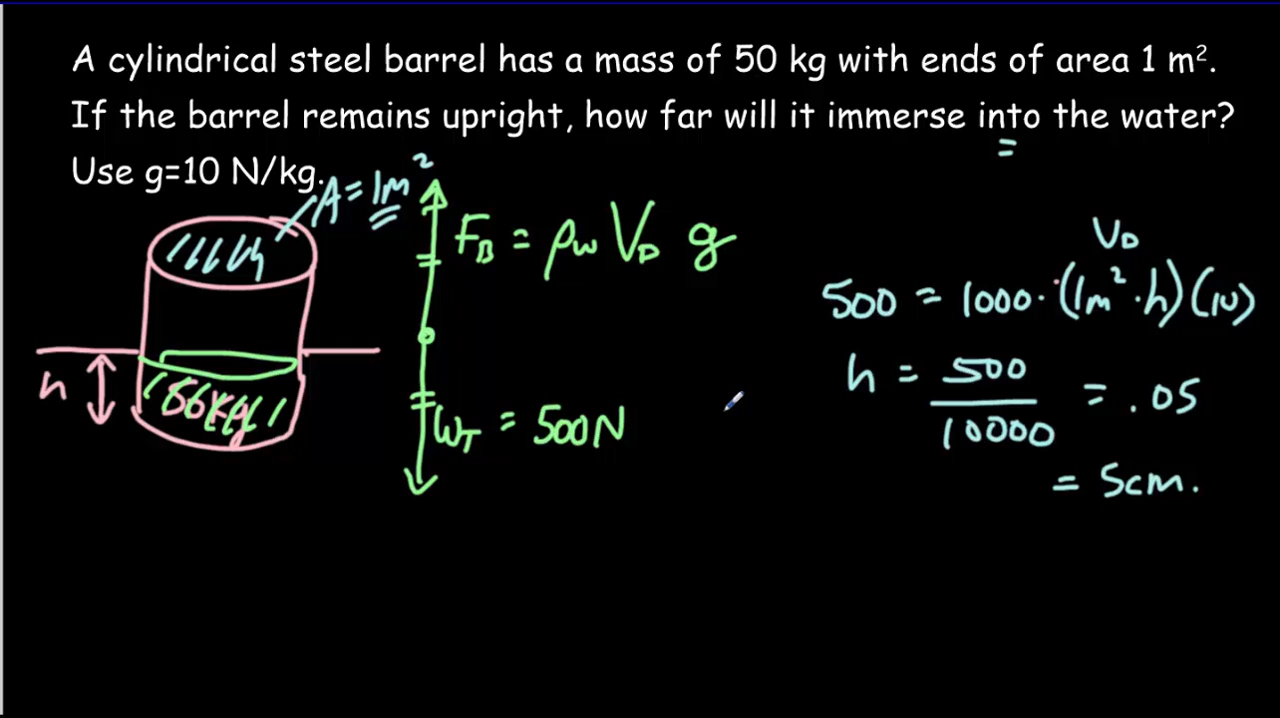 A cylindrical steel barrel has a mass of 50 kg with ends of area 1 m².
If the barrel remains upright, how far will it immerse into the water?
Use g=10 N/kg.
A = 1m²
F_B = ρ_w V_D g
V_D
500 = 1000 · (1m² · h)(10)
h
50kg
h = 500/10000 = .05
W_T = 500N
= 5cm.